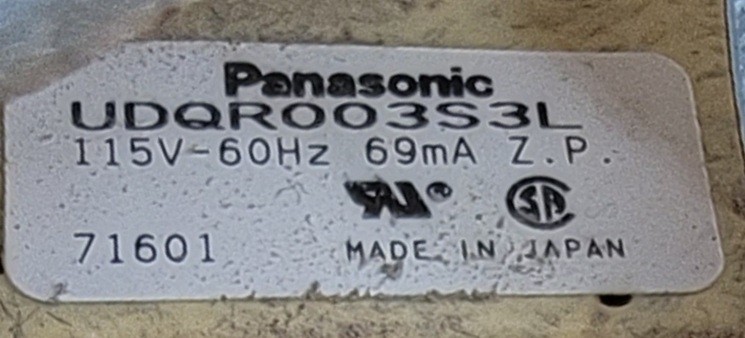 Panasonic
UDQR003S3L
115V-60Hz 69mA Z.P.
71601 MADE IN JAPAN